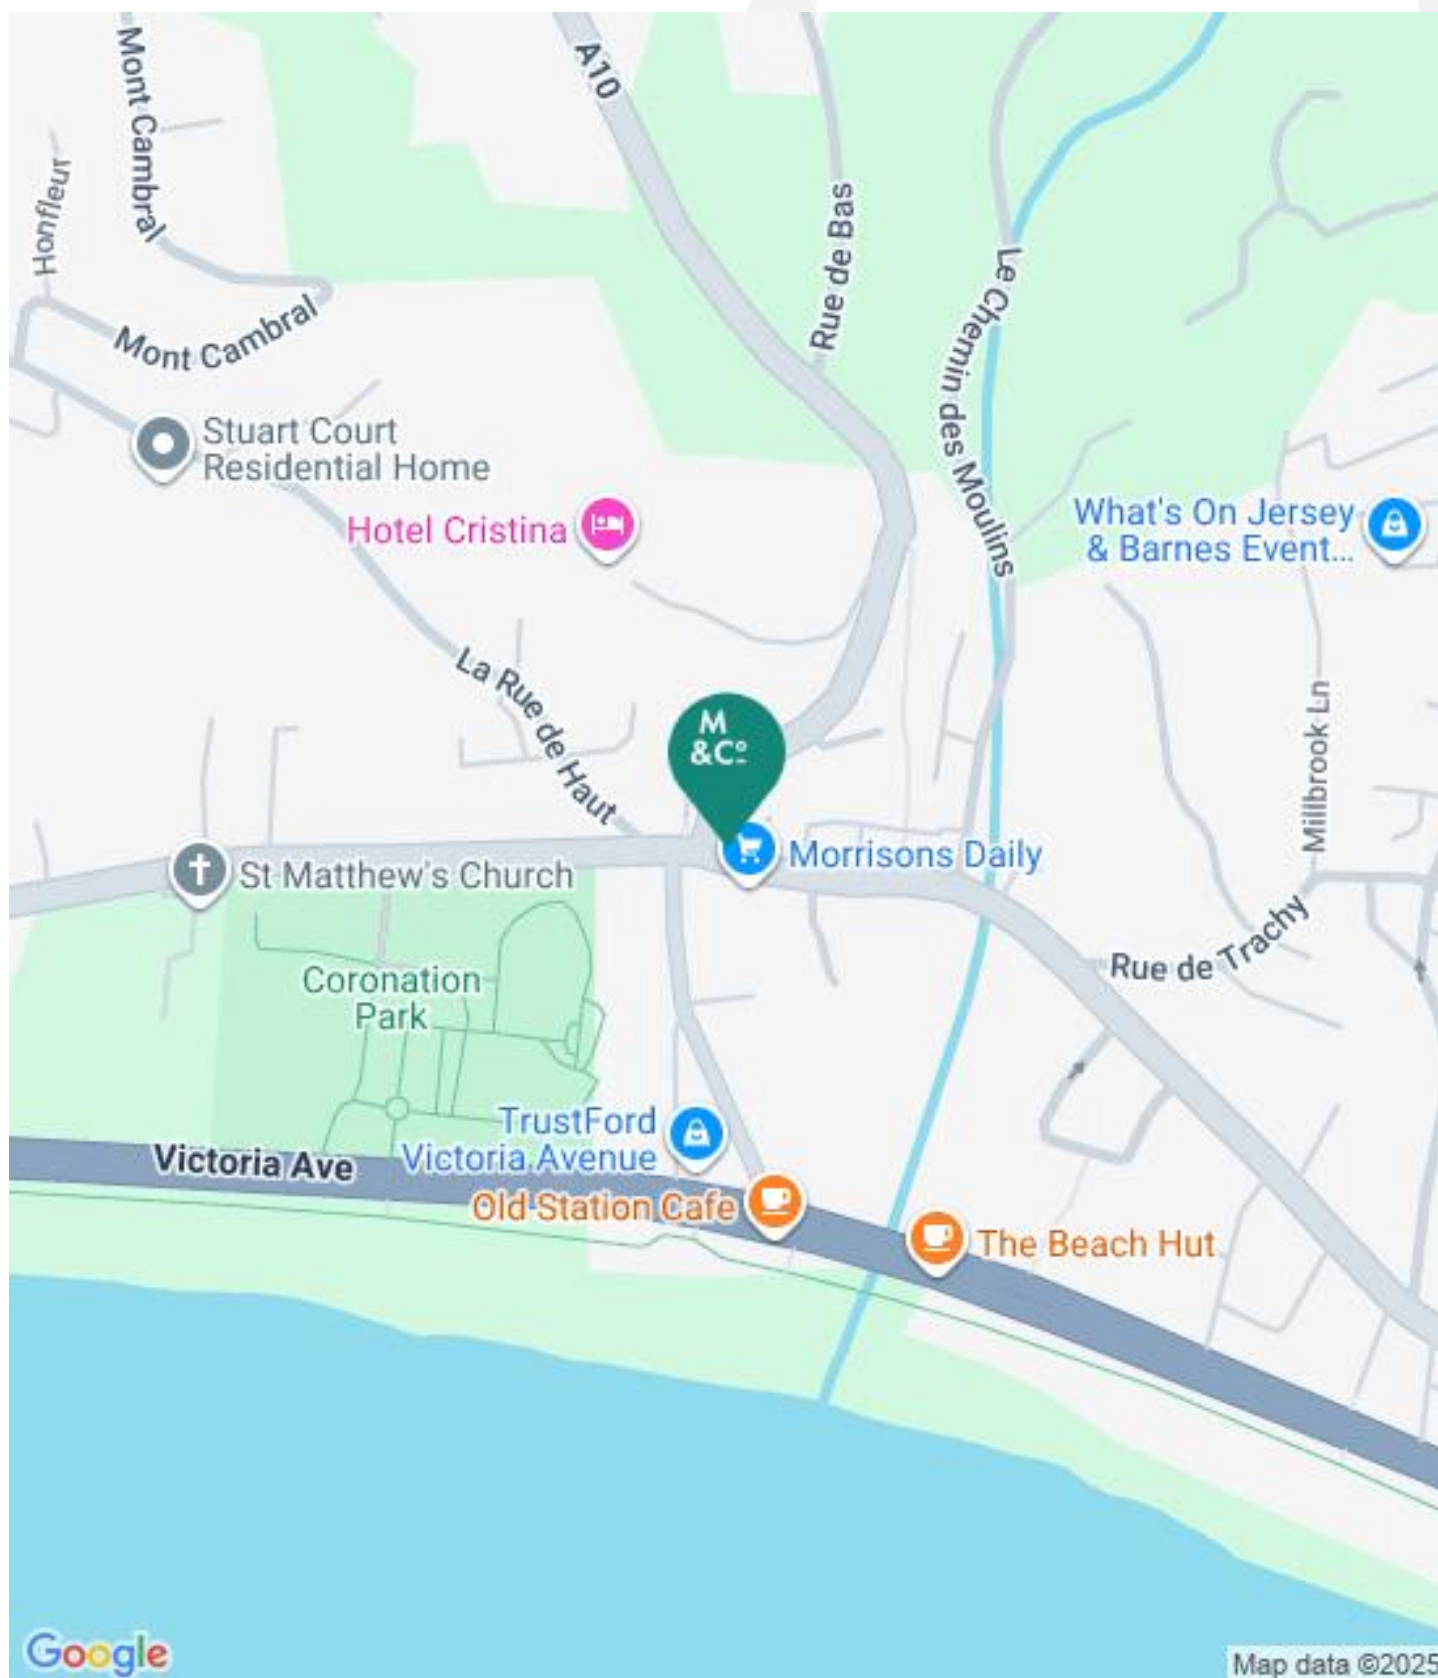 Mont Cambral
A10
Honfleur
Rue de Bas
Le Chemin des Moulins
Mont Cambral
Stuart Court
Residential Home
Hotel Cristina
What's On Jersey
& Barnes Event...
La Rue de Haut
M
&Cº
Millbrook Ln
Morrisons Daily
St Matthew's Church
Rue de Trachy
Coronation
Park
TrustFord
Victoria Avenue
Victoria Ave
Old Station Cafe
The Beach Hut
Google
Map data ©2025